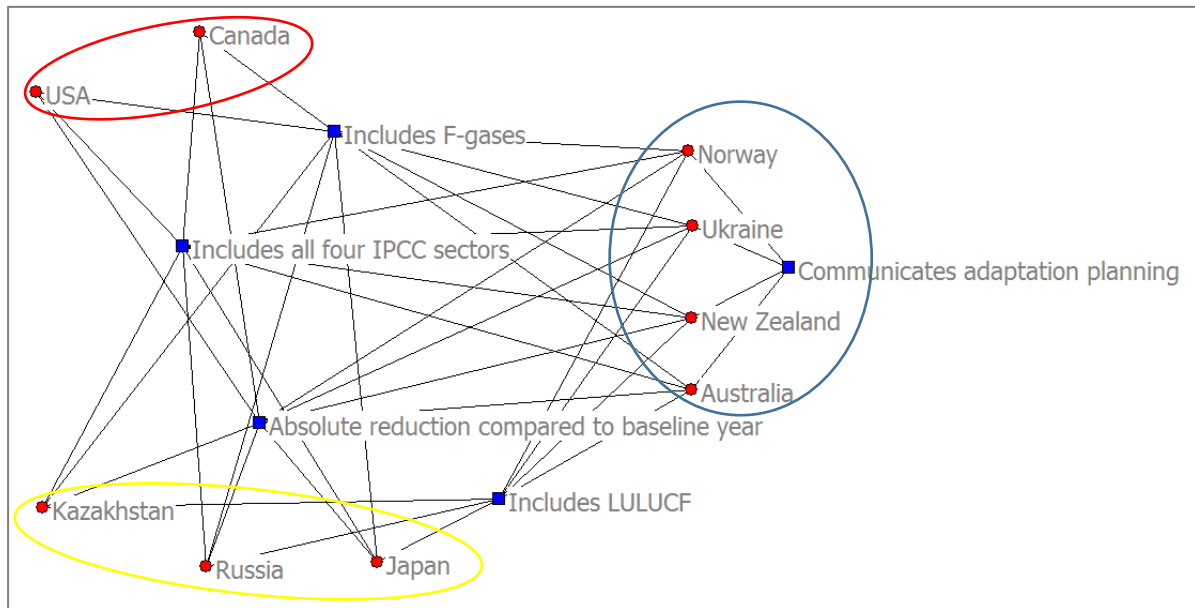 Canada
USA
Includes F-gases
Norway
Ukraine
Includes all four IPCC sectors
Communicates adaptation planning
New Zealand
Australia
Absolute reduction compared to baseline year
Includes LULUCF
Kazakhstan
Russia
Japan